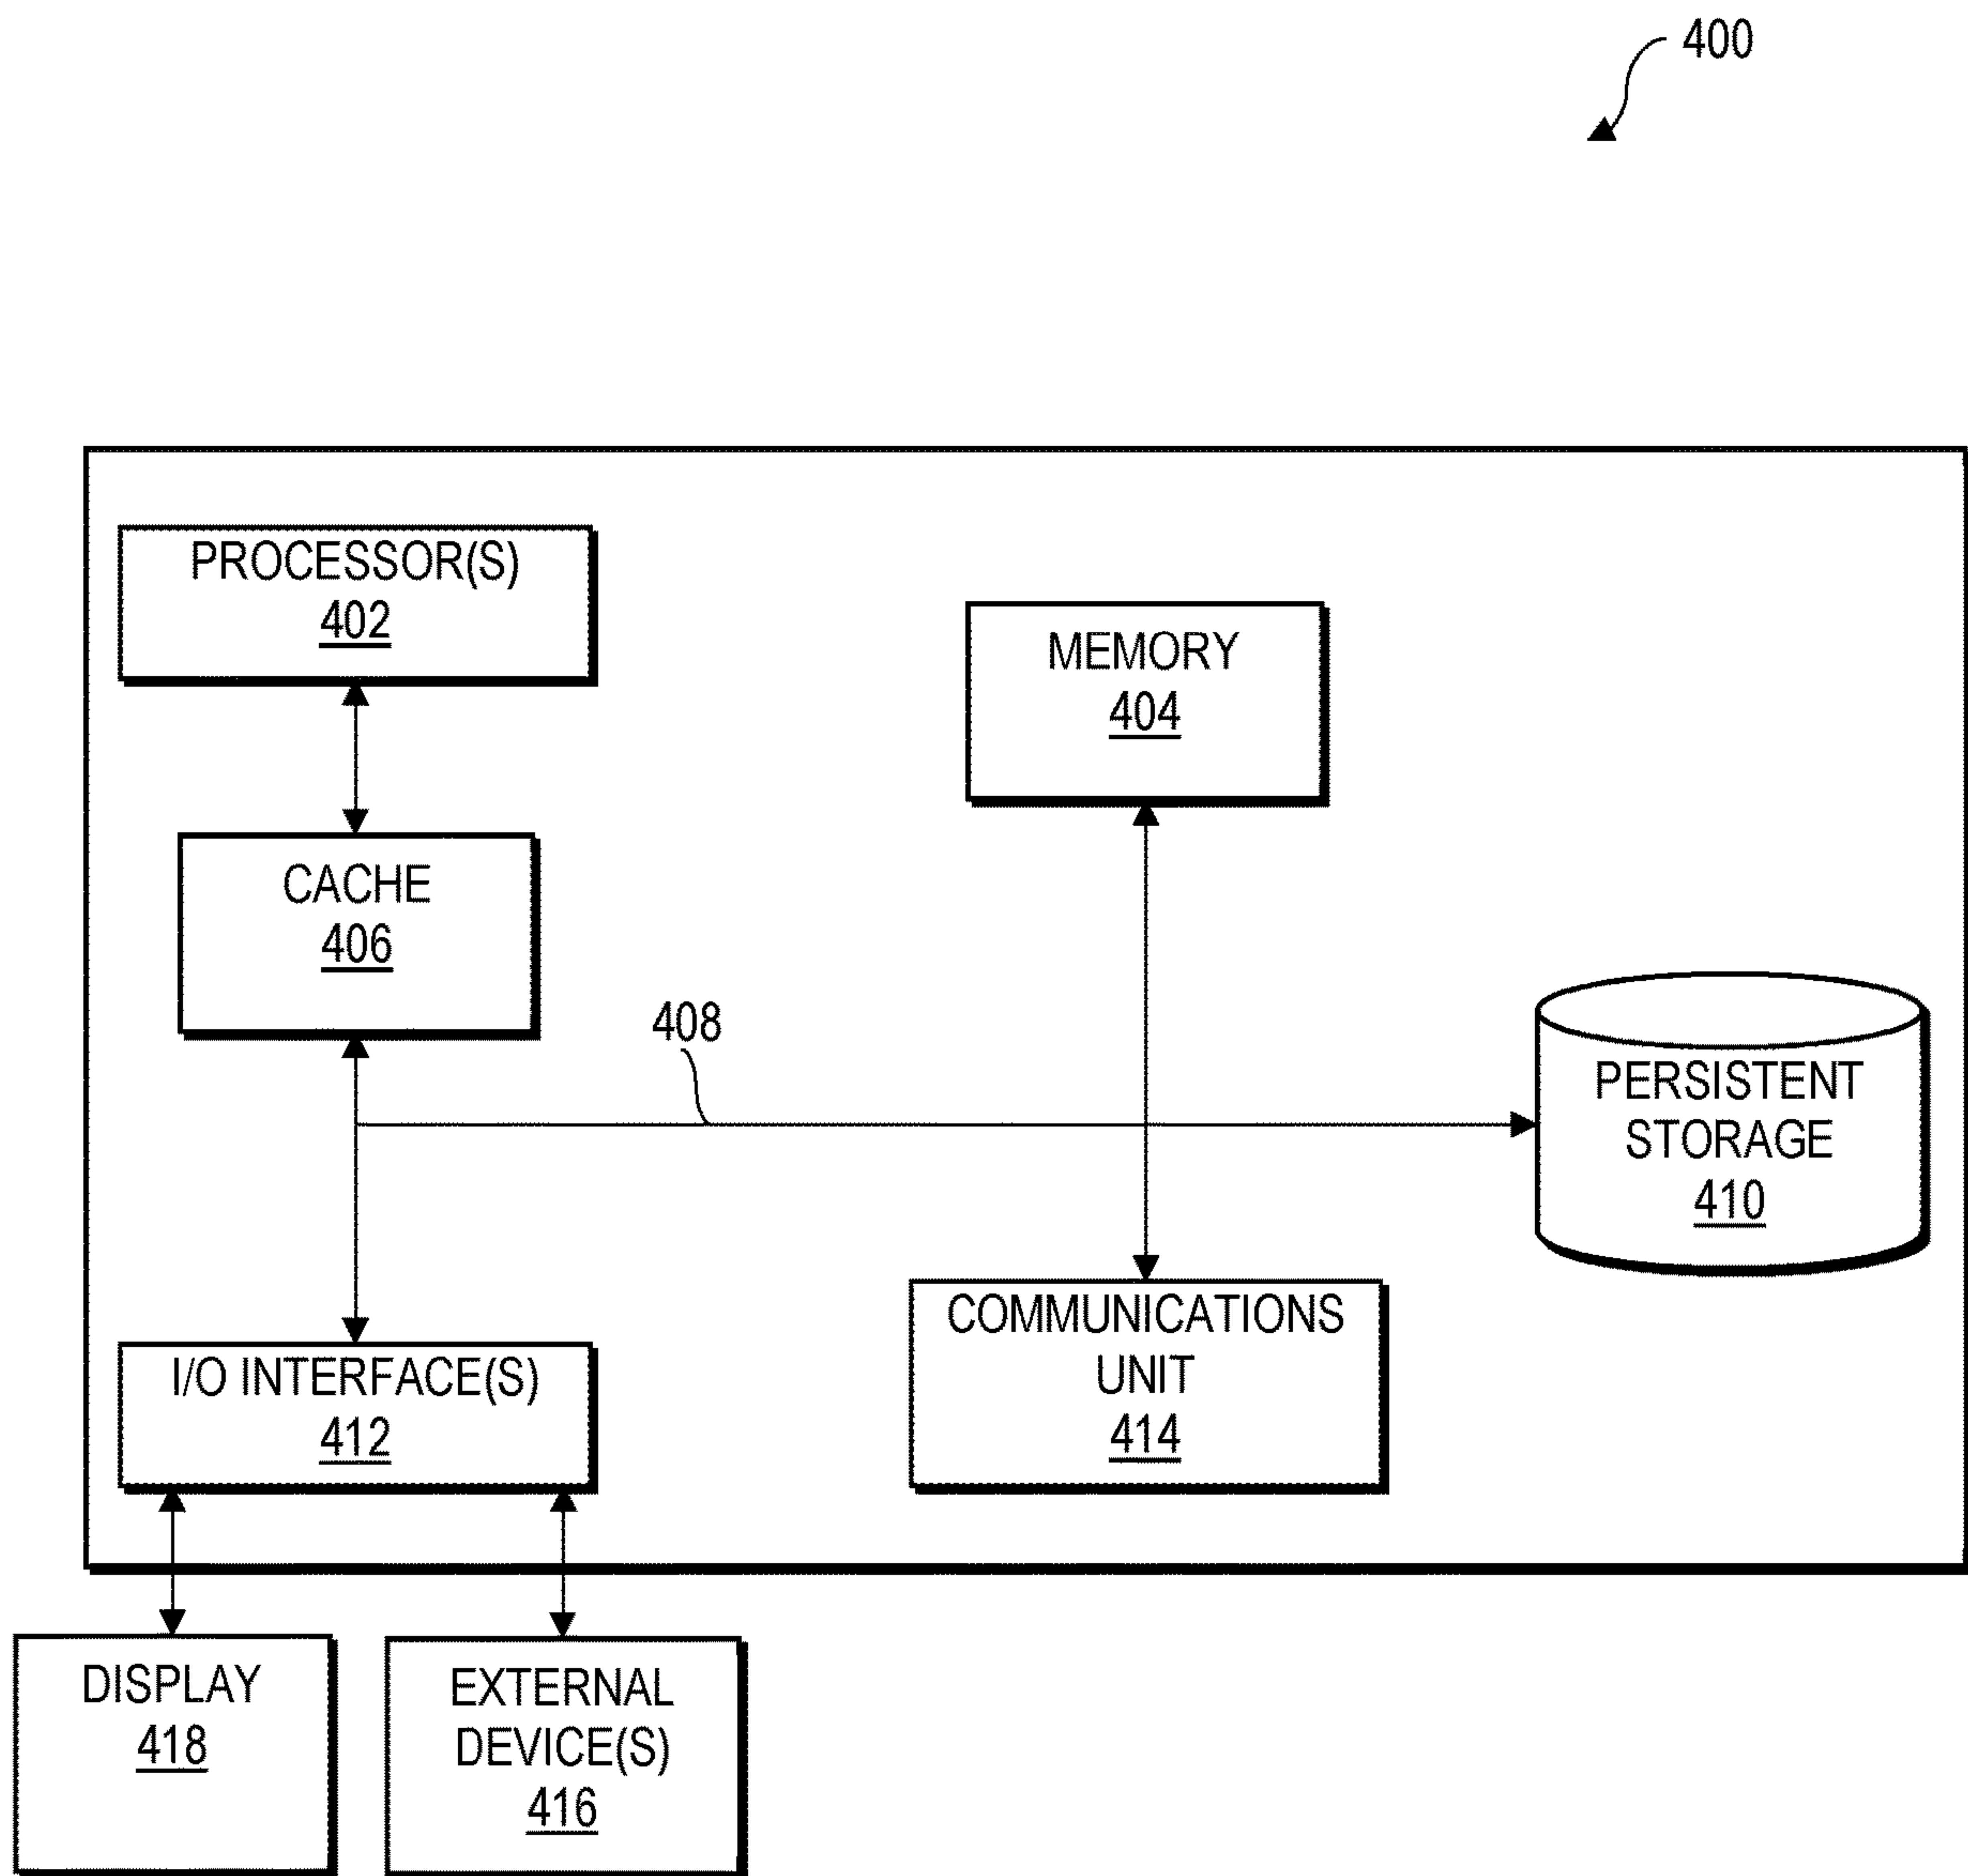 400
PROCESSOR(S)
402
MEMORY
404
CACHE
406
408
PERSISTENT
STORAGE
410
COMMUNICATIONS
UNIT
414
I/O INTERFACE(S)
412
DISPLAY
418
EXTERNAL
DEVICE(S)
416